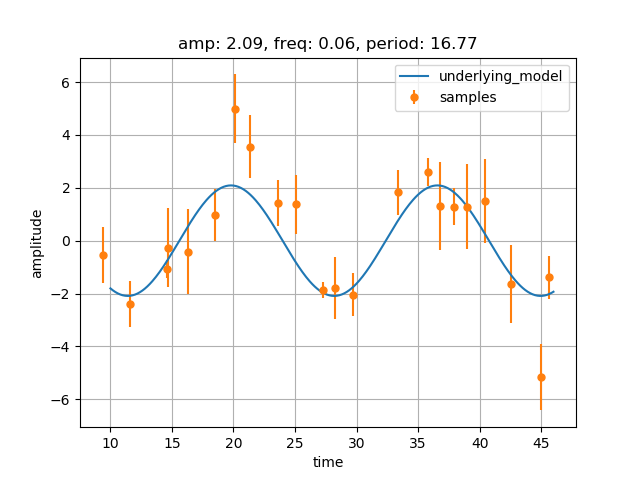 amp: 2.09, freq: 0.06, period: 16.77
underlying_model
samples
6
4
2
0
−2
−4
−6
amplitude
10 15 20 25 30 35 40 45
time